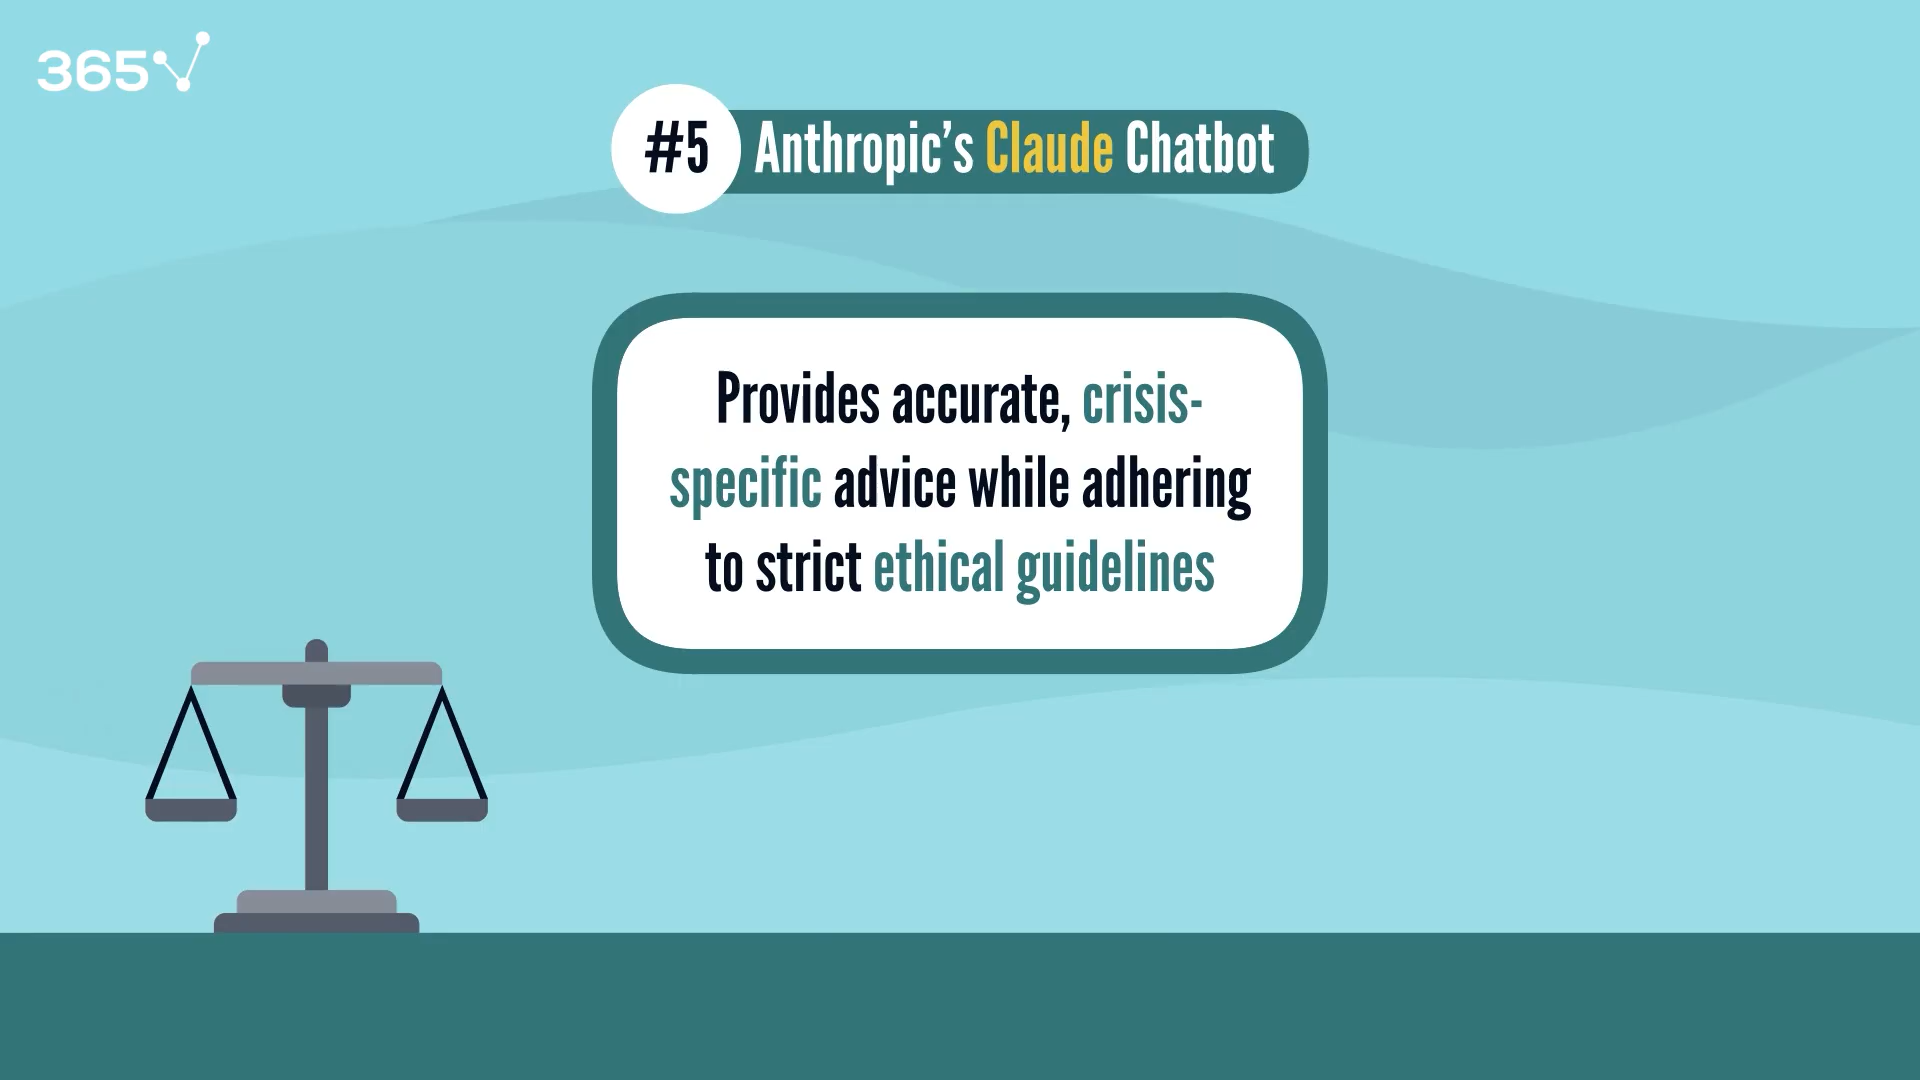 365
#5 Anthropic’s Claude Chatbot
Provides accurate, crisis-
specific advice while adhering
to strict ethical guidelines